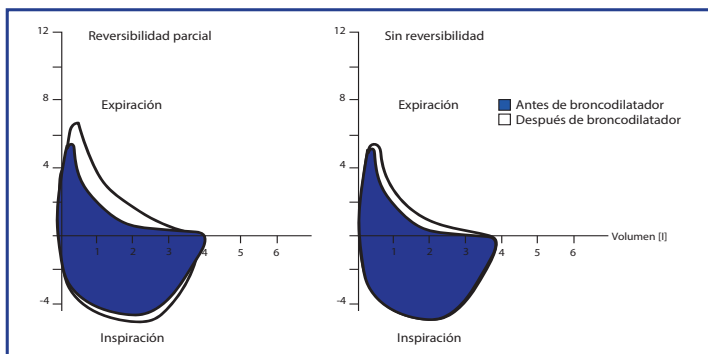 Reversibilidad parcial
Sin reversibilidad
12
8
4
-4
1 2 3 4 5 6
Expiración
Inspiración
12
8
4
-4
1 2 3 4 5 6
Expiración
Inspiración
Antes de broncodilatador
Después de broncodilatador
Volumen [l]